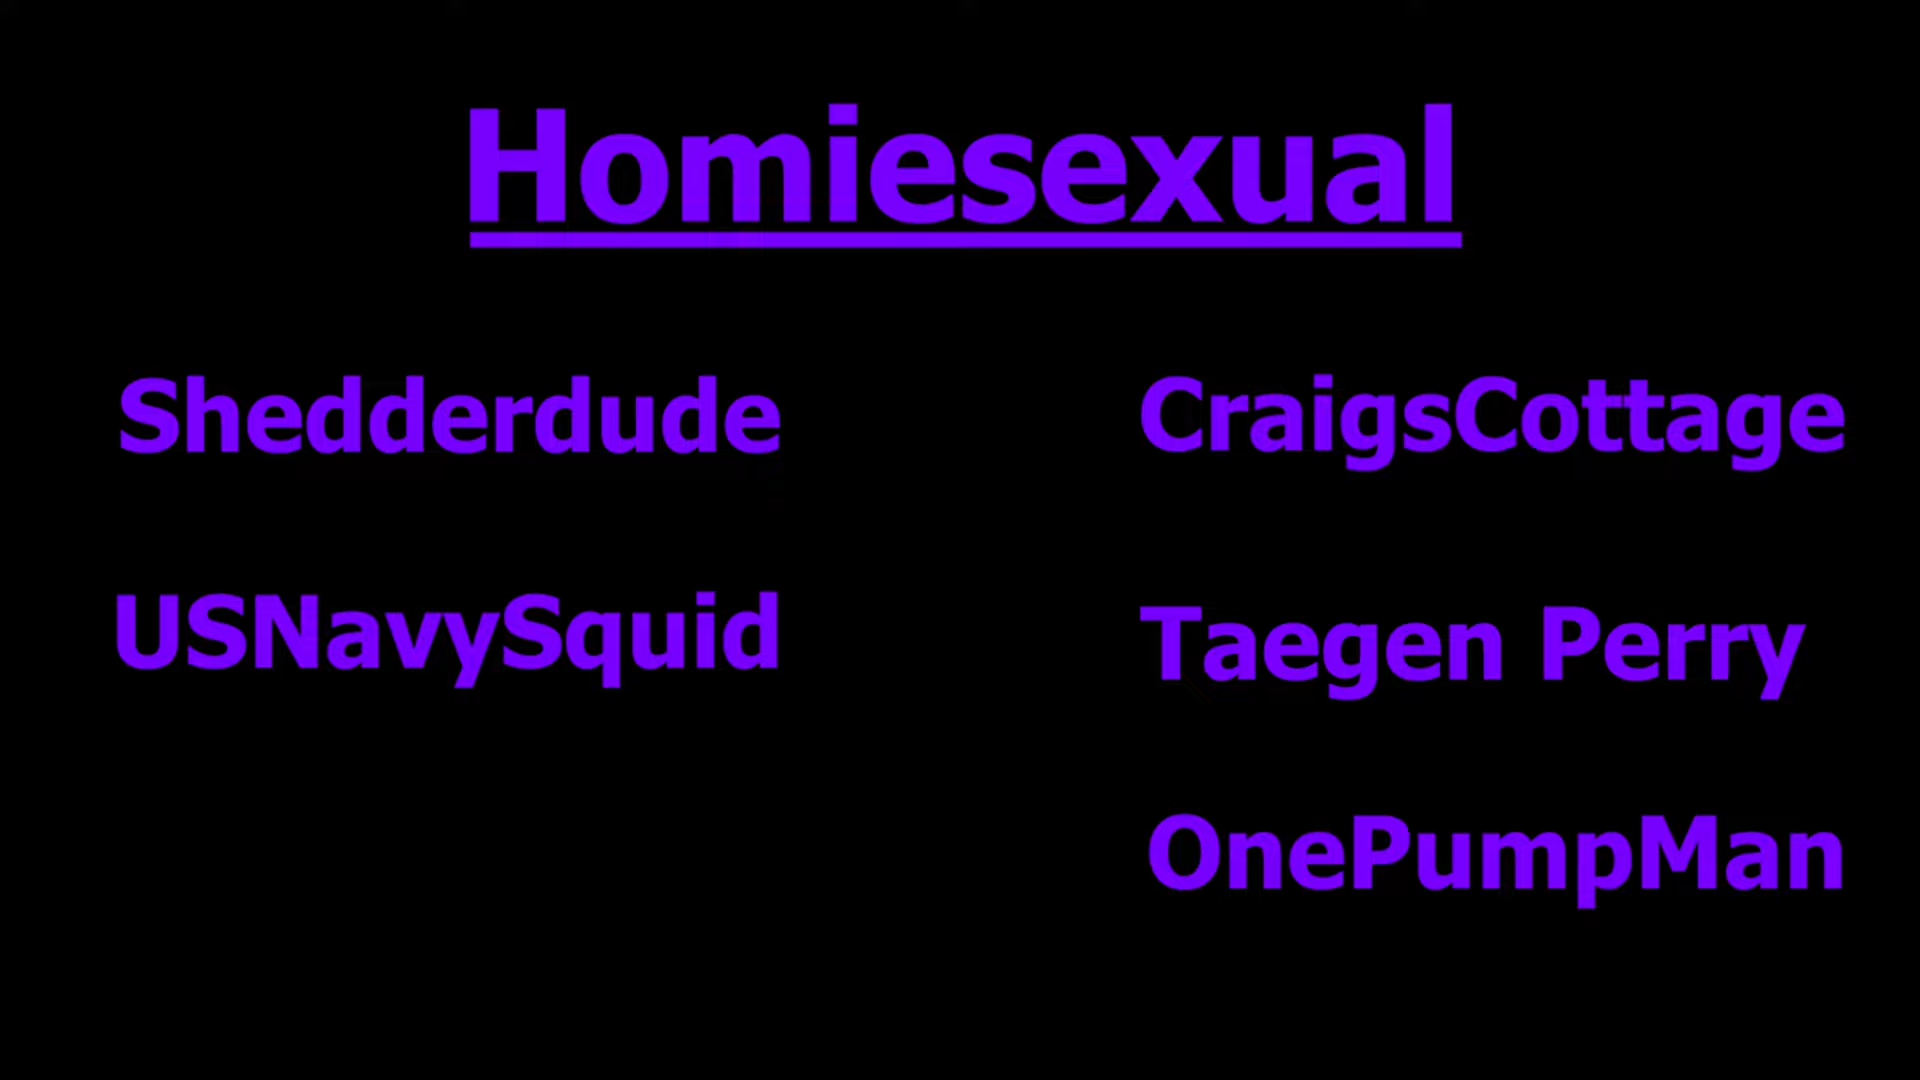 Homiesexual
Shedderdude
CraigsCottage
USNavySquid
Taegen Perry
OnePumpMan